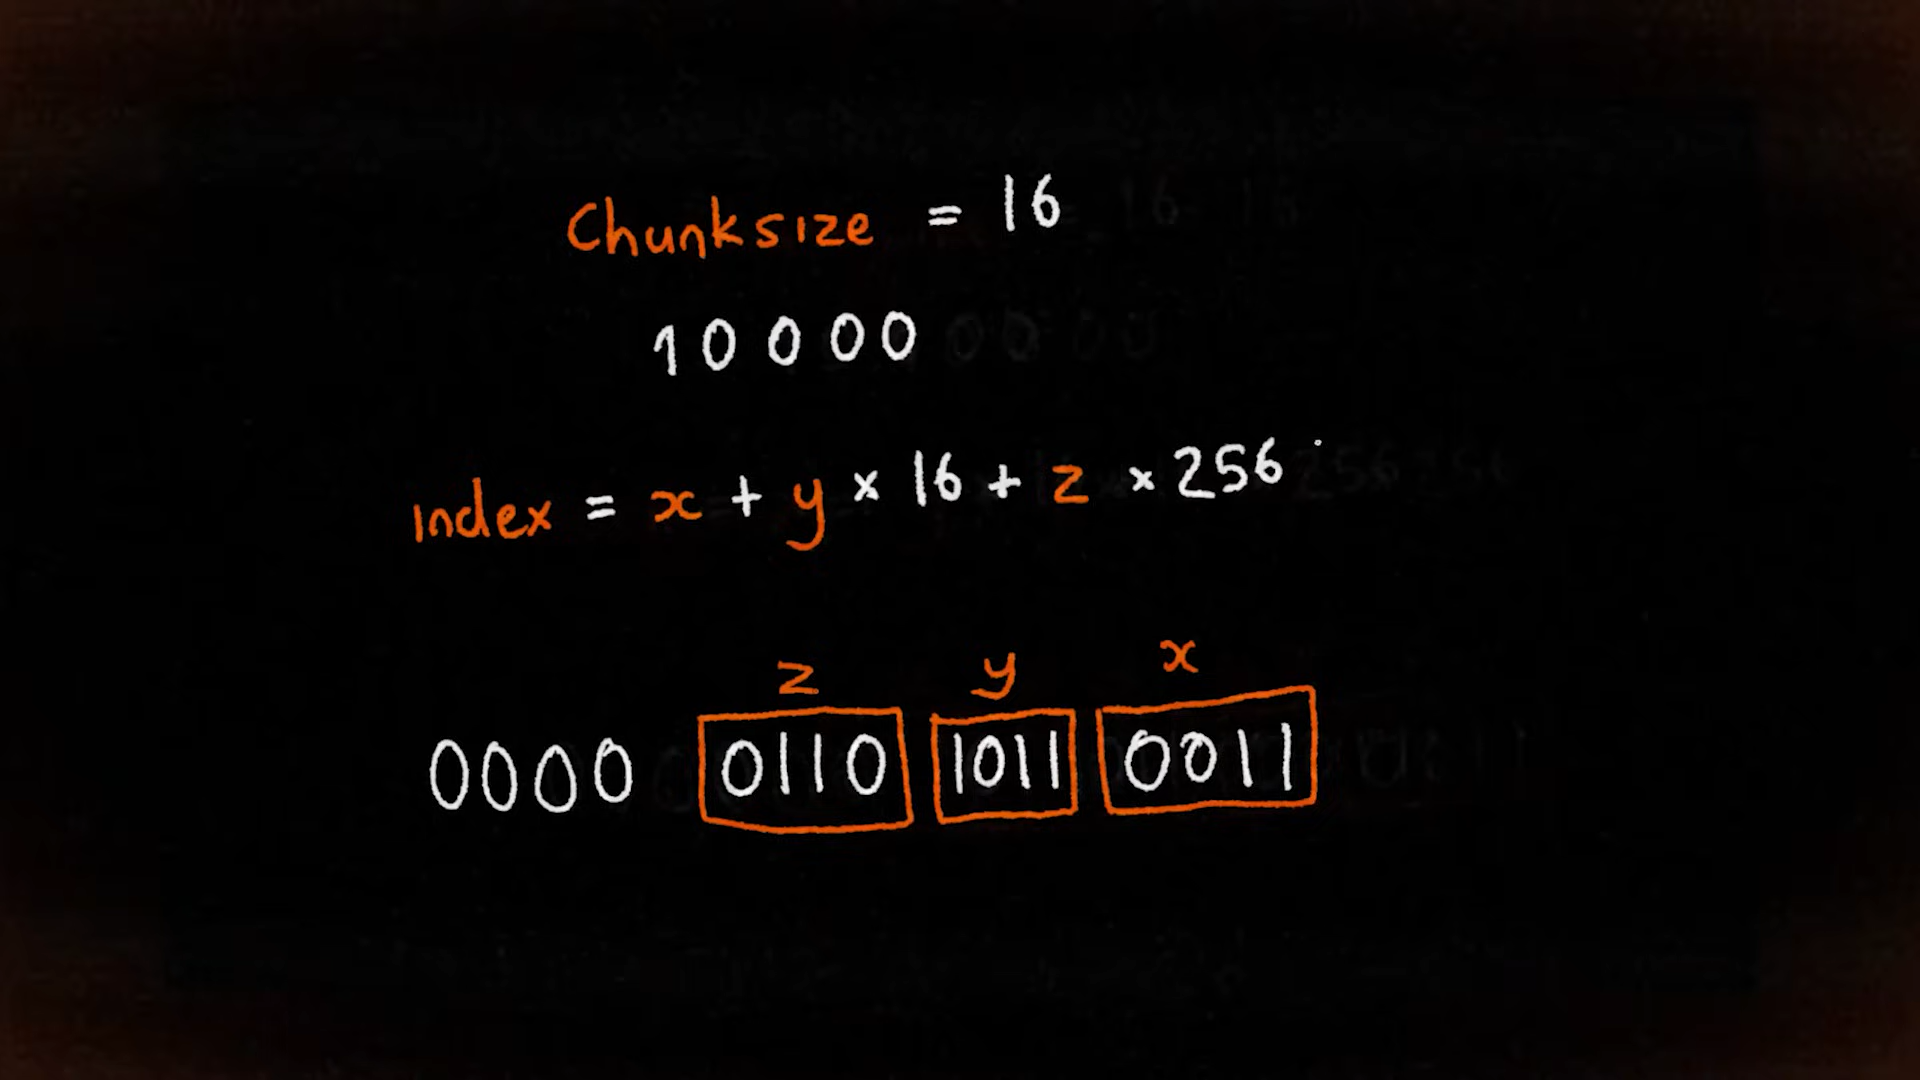 Chunksize = 16
10000
index = x + y × 16 + z × 256
z y x
0000 0110 1011 0011